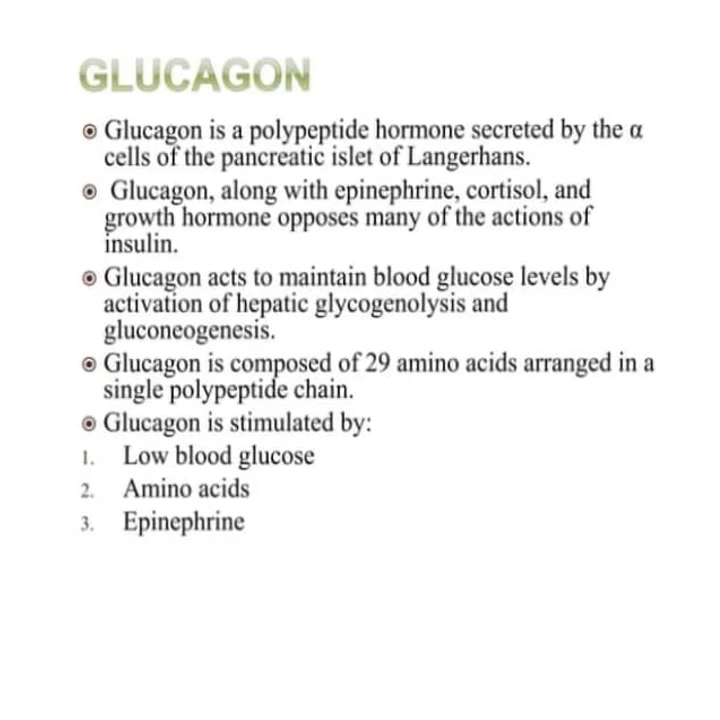 GLUCAGON
Glucagon is a polypeptide hormone secreted by the α
cells of the pancreatic islet of Langerhans.
Glucagon, along with epinephrine, cortisol, and
growth hormone opposes many of the actions of
insulin.
Glucagon acts to maintain blood glucose levels by
activation of hepatic glycogenolysis and
gluconeogenesis.
Glucagon is composed of 29 amino acids arranged in a
single polypeptide chain.
Glucagon is stimulated by:
1. Low blood glucose
2. Amino acids
3. Epinephrine